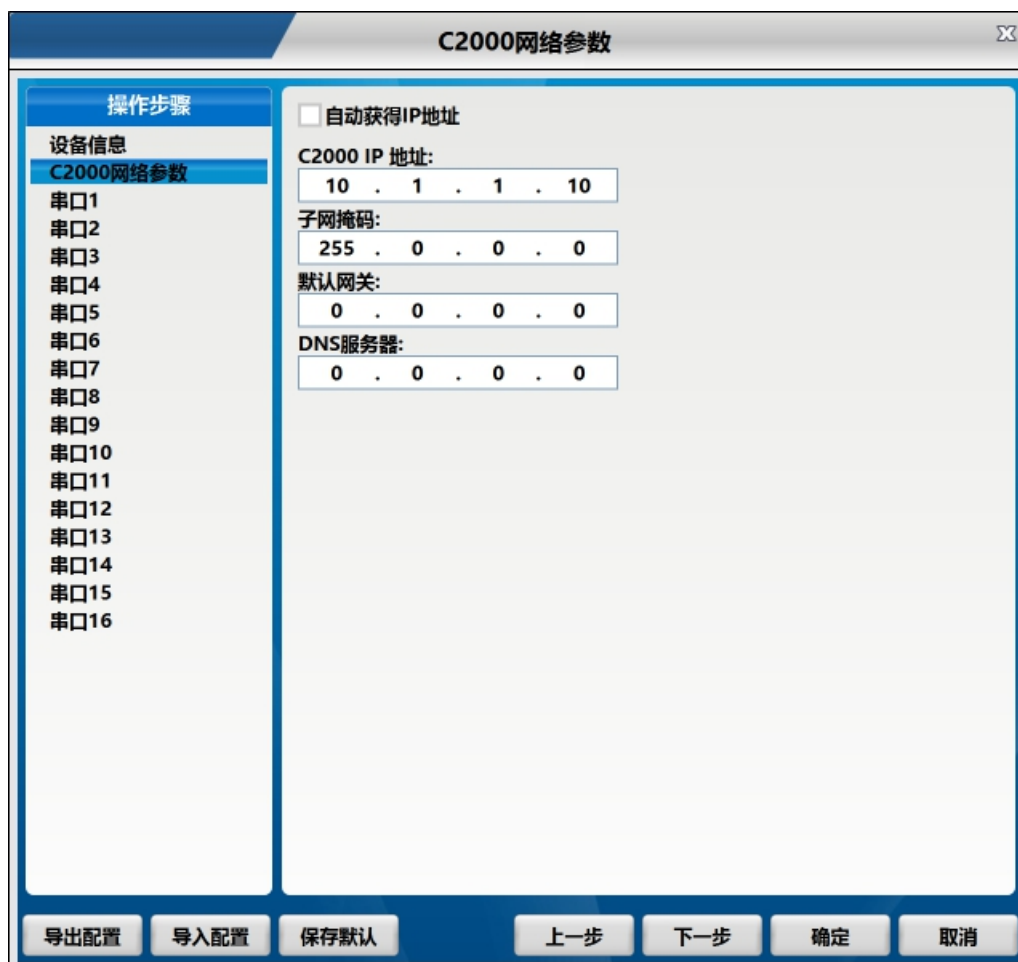 C2000网络参数
操作步骤
设备信息
C2000网络参数
串口1
串口2
串口3
串口4
串口5
串口6
串口7
串口8
串口9
串口10
串口11
串口12
串口13
串口14
串口15
串口16
自动获得IP地址
C2000 IP 地址:
10 . 1 . 1 . 10
子网掩码:
255 . 0 . 0 . 0
默认网关:
0 . 0 . 0 . 0
DNS服务器:
0 . 0 . 0 . 0
导出配置 导入配置 保存默认 上一步 下一步 确定 取消